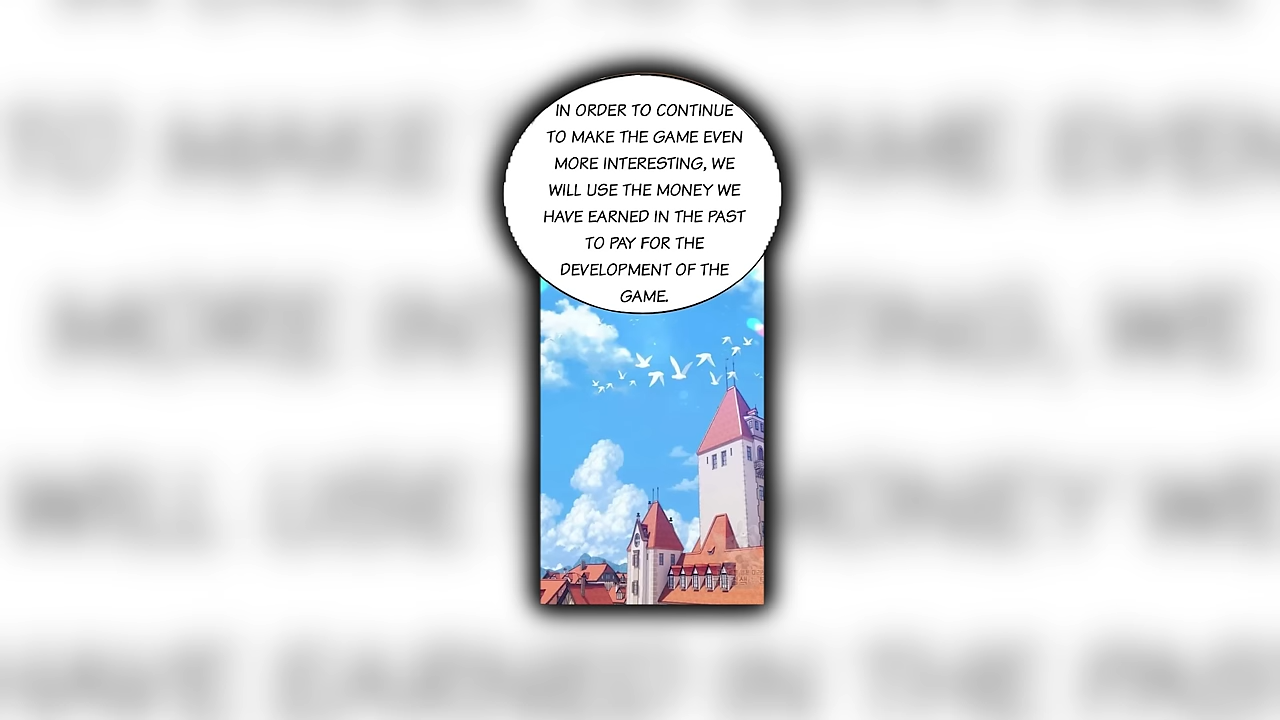 IN ORDER TO CONTINUE
TO MAKE THE GAME EVEN
MORE INTERESTING, WE
WILL USE THE MONEY WE
HAVE EARNED IN THE PAST
TO PAY FOR THE
DEVELOPMENT OF THE
GAME.